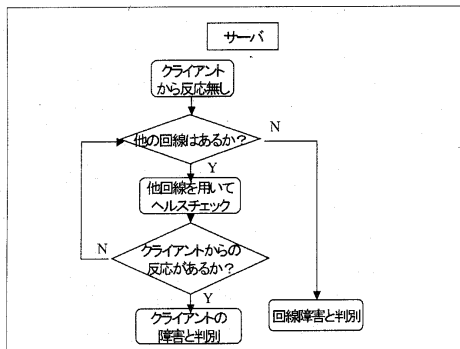 サーバ
クライアント
から反応無し
他の回線はあるか？
N
Y
他回線を用いて
ヘルスチェック
N
クライアントからの
反応があるか？
Y
クライアントの
障害と判別
回線障害と判別